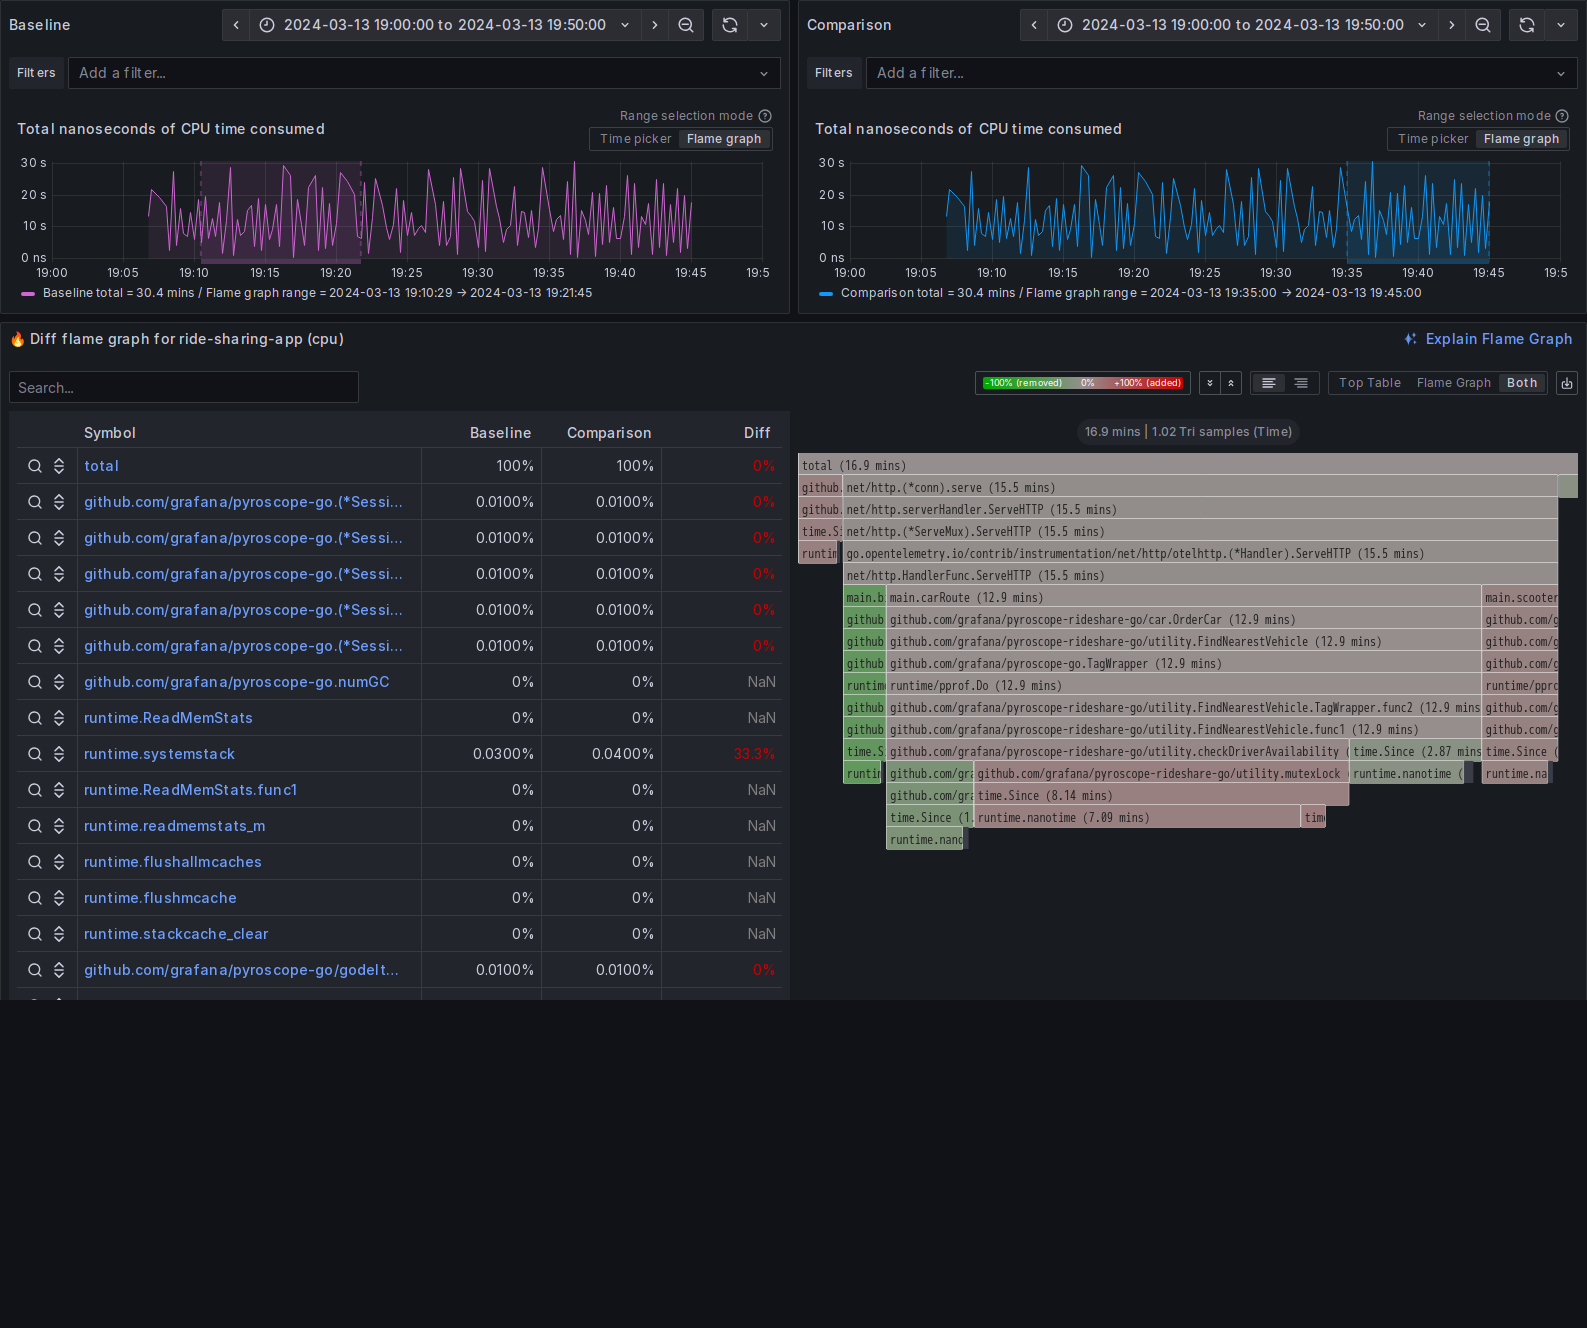 Baseline
2024-03-13 19:00:00 to 2024-03-13 19:50:00
Filters
Add a filter...
Range selection mode
Total nanoseconds of CPU time consumed
Time picker Flame graph
30 s
20 s
10 s
0 ns
19:00 19:05 19:10 19:15 19:20 19:25 19:30 19:35 19:40 19:45 19:5
Baseline total = 30.4 mins / Flame graph range = 2024-03-13 19:10:29 → 2024-03-13 19:21:45
Comparison
2024-03-13 19:00:00 to 2024-03-13 19:50:00
Filters
Add a filter...
Range selection mode
Total nanoseconds of CPU time consumed
Time picker Flame graph
30 s
20 s
10 s
0 ns
19:00 19:05 19:10 19:15 19:20 19:25 19:30 19:35 19:40 19:45 19:5
Comparison total = 30.4 mins / Flame graph range = 2024-03-13 19:35:00 → 2024-03-13 19:45:00
🔥 Diff flame graph for ride-sharing-app (cpu)
Explain Flame Graph
Search...
-100% (removed) 0% +100% (added)
Top Table Flame Graph Both
Symbol Baseline Comparison Diff
total 100% 100% 0%
github.com/grafana/pyroscope-go.(*Sessi... 0.0100% 0.0100% 0%
github.com/grafana/pyroscope-go.(*Sessi... 0.0100% 0.0100% 0%
github.com/grafana/pyroscope-go.(*Sessi... 0.0100% 0.0100% 0%
github.com/grafana/pyroscope-go.(*Sessi... 0.0100% 0.0100% 0%
github.com/grafana/pyroscope-go.(*Sessi... 0.0100% 0.0100% 0%
github.com/grafana/pyroscope-go.numGC 0% 0% NaN
runtime.ReadMemStats 0% 0% NaN
runtime.systemstack 0.0300% 0.0400% 33.3%
runtime.ReadMemStats.func1 0% 0% NaN
runtime.readmemstats_m 0% 0% NaN
runtime.flushallmcaches 0% 0% NaN
runtime.flushmcache 0% 0% NaN
runtime.stackcache_clear 0% 0% NaN
github.com/grafana/pyroscope-go/godelt... 0.0100% 0.0100% 0%
16.9 mins | 1.02 Tri samples (Time)
total (16.9 mins)
github. net/http.(*conn).serve (15.5 mins)
github. net/http.serverHandler.ServeHTTP (15.5 mins)
time.Si net/http.(*ServeMux).ServeHTTP (15.5 mins)
runtim go.opentelemetry.io/contrib/instrumentation/net/http/otelhttp.(*Handler).ServeHTTP (15.5 mins)
net/http.HandlerFunc.ServeHTTP (15.5 mins)
main.b main.carRoute (12.9 mins) main.scooter
github github.com/grafana/pyroscope-rideshare-go/car.OrderCar (12.9 mins) github.com/g
github github.com/grafana/pyroscope-rideshare-go/utility.FindNearestVehicle (12.9 mins) github.com/g
github github.com/grafana/pyroscope-go.TagWrapper (12.9 mins) github.com/g
runtim runtime/pprof.Do (12.9 mins) runtime/ppro
github github.com/grafana/pyroscope-rideshare-go/utility.FindNearestVehicle.TagWrapper.func2 (12.9 mins github.com/g
github github.com/grafana/pyroscope-rideshare-go/utility.FindNearestVehicle.func1 (12.9 mins) github.com/g
time.S github.com/grafana/pyroscope-rideshare-go/utility.checkDriverAvailability ( time.Since (2.87 mins time.Since (
runtin github.com/gra github.com/grafana/pyroscope-rideshare-go/utility.mutexLock runtime.nanotime ( runtime.na
github.com/gra time.Since (8.14 mins)
time.Since (1. runtime.nanotime (7.09 mins) time
runtime.nano